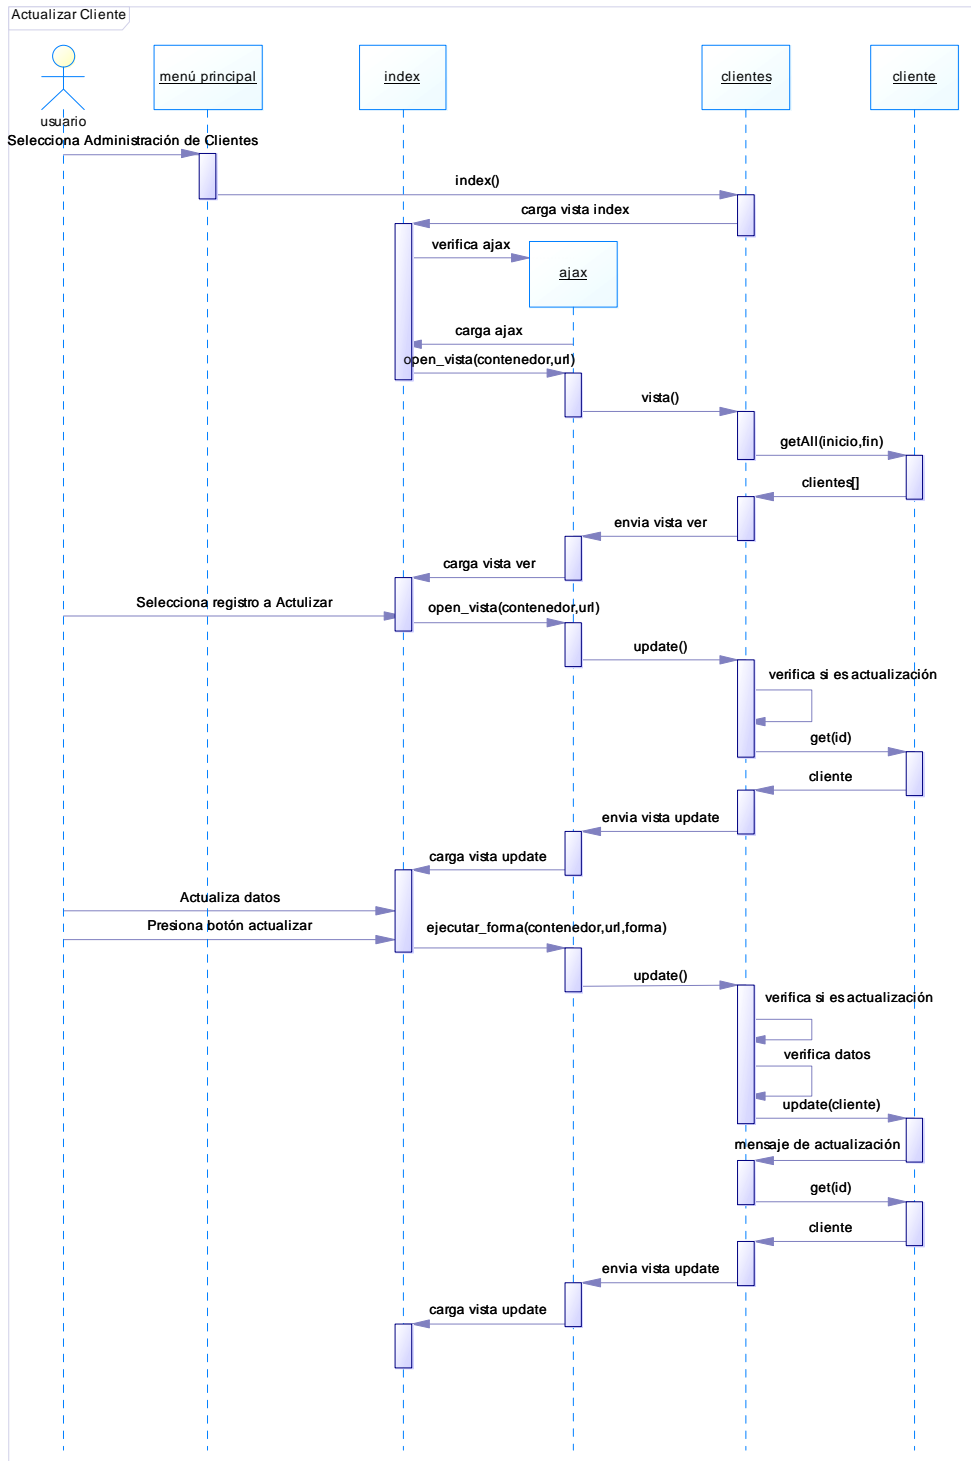 Actualizar Cliente
usuario
menú principal
index
clientes
cliente
Selecciona Administración de Clientes
index()
carga vista index
verifica ajax
ajax
carga ajax
open_vista(contenedor,url)
vista()
getAll(inicio,fin)
clientes[]
envia vista ver
carga vista ver
Selecciona registro a Actulizar
open_vista(contenedor,url)
update()
verifica si es actualización
get(id)
cliente
envia vista update
carga vista update
Actualiza datos
Presiona botón actualizar
ejecutar_forma(contenedor,url,forma)
update()
verifica si es actualización
verifica datos
update(cliente)
mensaje de actualización
get(id)
cliente
envia vista update
carga vista update